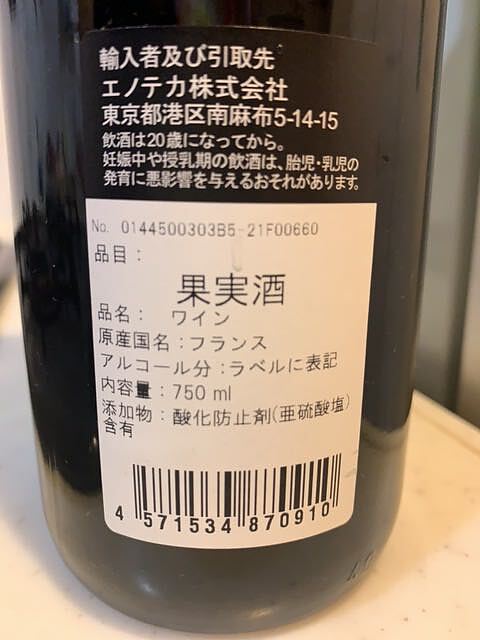 輸入者及び引取先
エノテカ株式会社
東京都港区南麻布5-14-15
飲酒は20歳になってから。
妊娠中や授乳期の飲酒は、胎児・乳児の
発育に悪影響を与えるおそれがあります。
No. 0144500303B5-21F00660
品目：
果実酒
品名： ワイン
原産国名：フランス
アルコール分：ラベルに表記
内容量：750 ml
添加物：酸化防止剤(亜硫酸塩)
含有
4 571534 870910